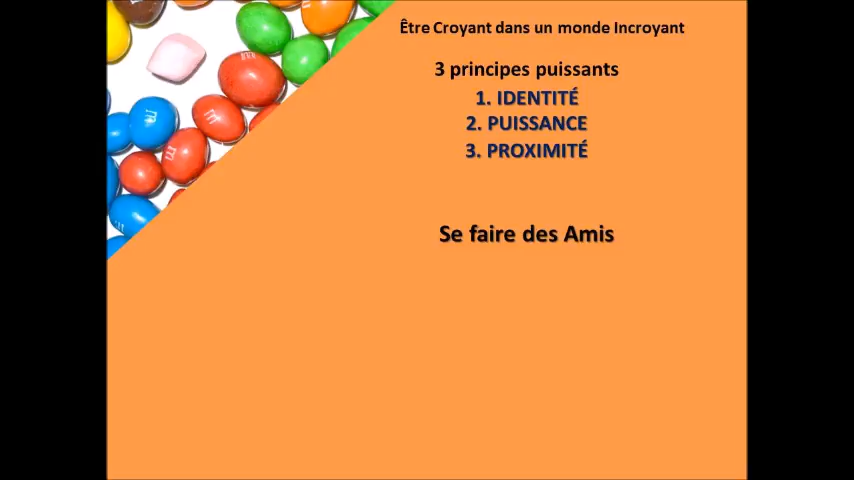 Être Croyant dans un monde Incroyant
3 principes puissants
1. IDENTITÉ
2. PUISSANCE
3. PROXIMITÉ
Se faire des Amis
m
m
m
m